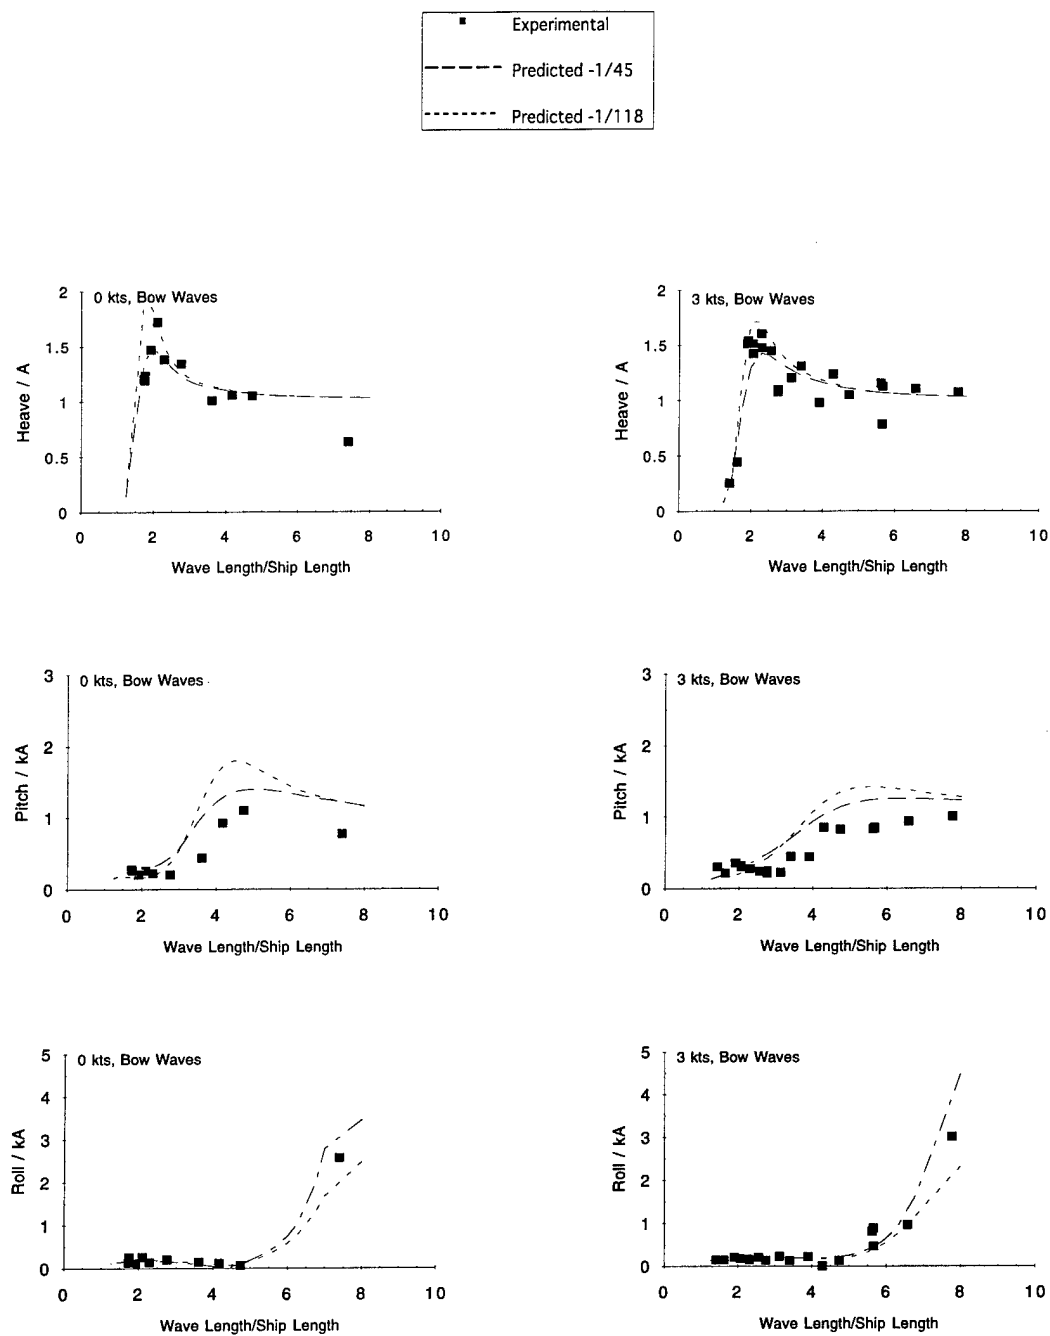 Experimental
Predicted -1/45
Predicted -1/118
0 kts, Bow Waves
2
1.5
1
0.5
0
Heave / A
0 2 4 6 8 10
Wave Length/Ship Length
3 kts, Bow Waves
2
1.5
1
0.5
0
Heave / A
0 2 4 6 8 10
Wave Length/Ship Length
0 kts, Bow Waves
3
2
1
0
Pitch / kA
0 2 4 6 8 10
Wave Length/Ship Length
3 kts, Bow Waves
3
2
1
0
Pitch / kA
0 2 4 6 8 10
Wave Length/Ship Length
0 kts, Bow Waves
5
4
3
2
1
0
Roll / kA
0 2 4 6 8 10
Wave Length/Ship Length
3 kts, Bow Waves
5
4
3
2
1
0
Roll / kA
0 2 4 6 8 10
Wave Length/Ship Length